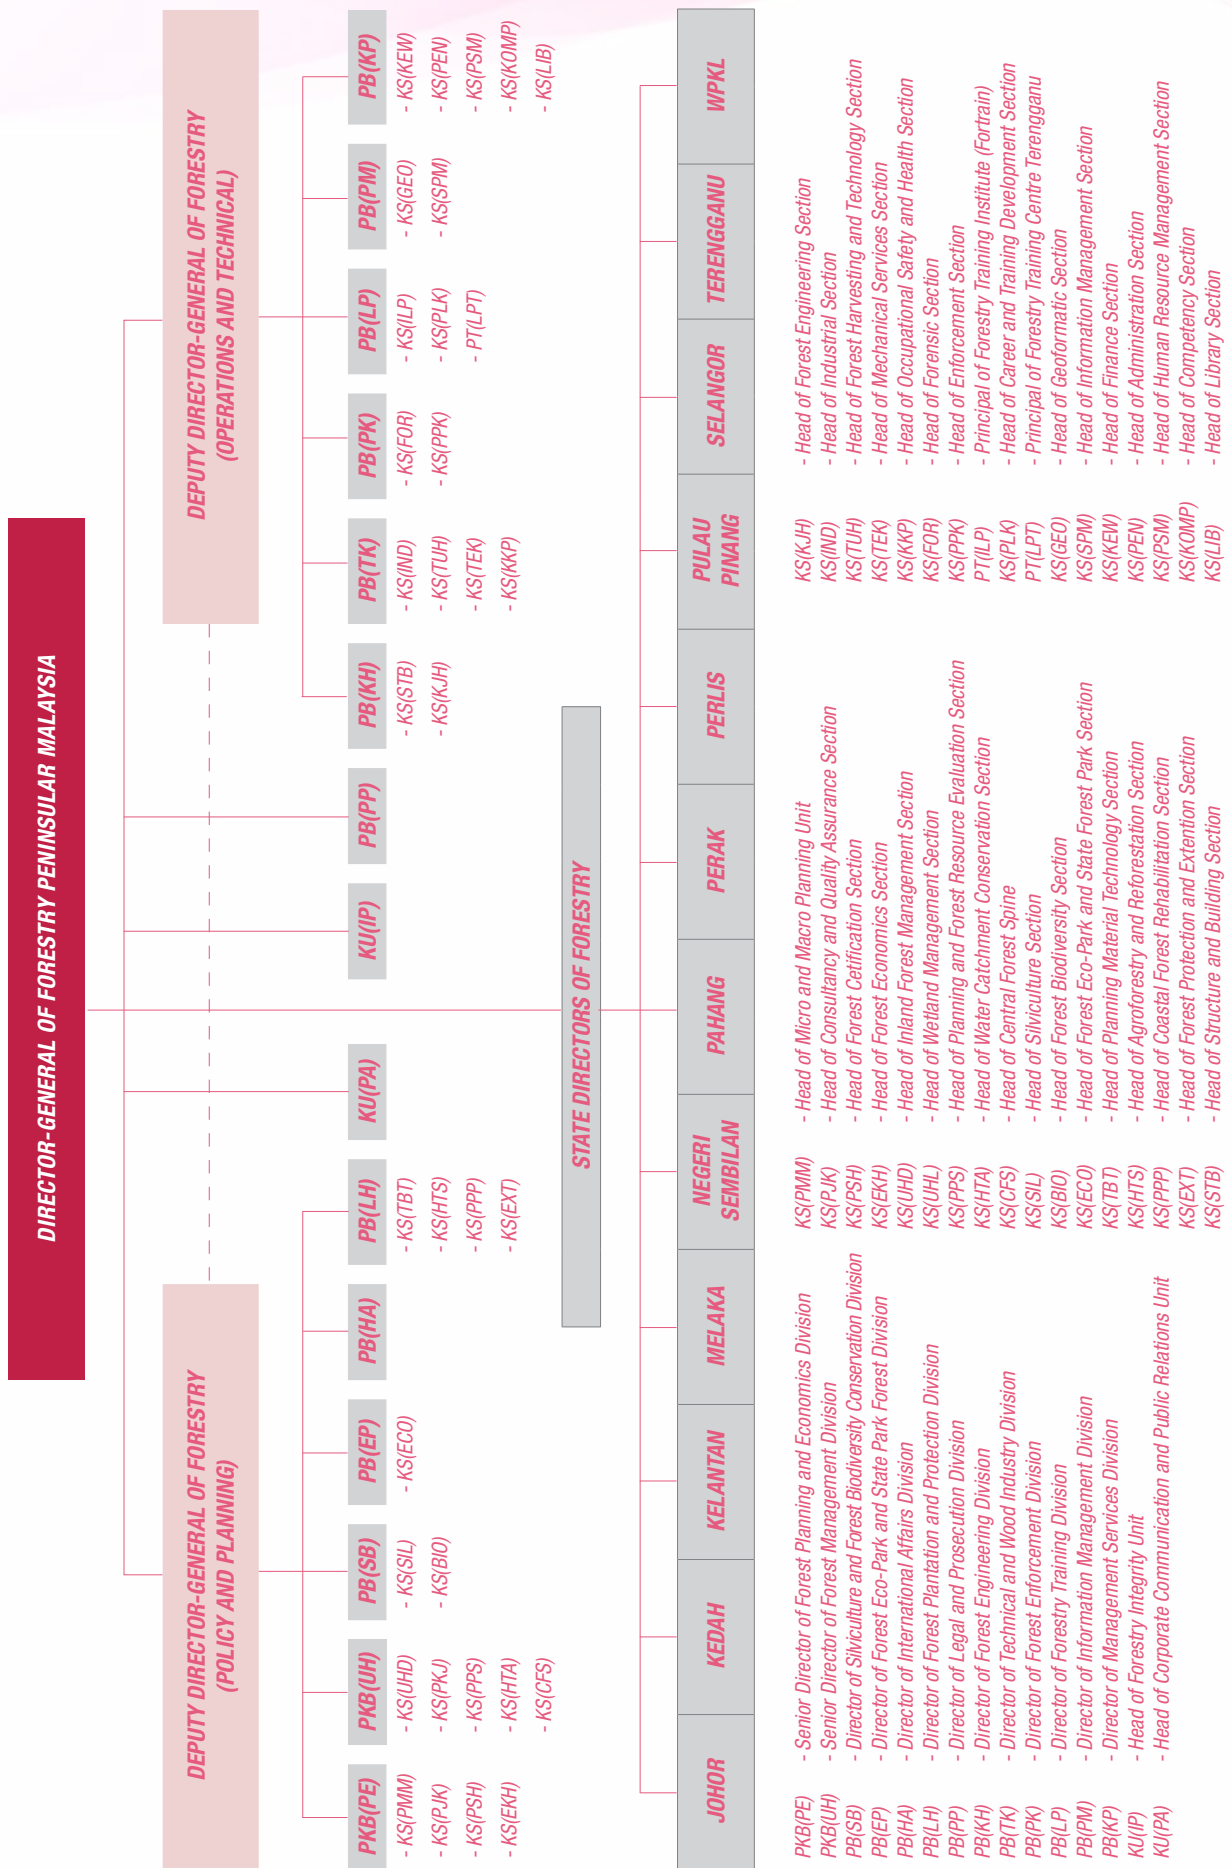 DIRECTOR-GENERAL OF FORESTRY PENINSULAR MALAYSIA
DEPUTY DIRECTOR-GENERAL OF FORESTRY
(POLICY AND PLANNING)
DEPUTY DIRECTOR-GENERAL OF FORESTRY
(OPERATIONS AND TECHNICAL)
PKB(PE)
- KS(PMM)
- KS(PJK)
- KS(PSH)
- KS(EKH)
PKB(UH)
- KS(UHD)
- KS(PKJ)
- KS(PPS)
- KS(HTA)
- KS(CFS)
PB(SB)
- KS(SIL)
- KS(BIO)
PB(EP)
- KS(ECO)
PB(HA)
PB(LH)
- KS(TBT)
- KS(HTS)
- KS(PPP)
- KS(EXT)
KU(PA)
KU(IP)
PB(PP)
PB(KH)
- KS(STB)
- KS(KJH)
PB(TK)
- KS(IND)
- KS(TUH)
- KS(TEK)
- KS(KKP)
PB(PK)
- KS(FOR)
- KS(PPK)
PB(LP)
- KS(ILP)
- KS(PLK)
- PT(LPT)
PB(PM)
- KS(GEO)
- KS(SPM)
PB(KP)
- KS(KEW)
- KS(PEN)
- KS(PSM)
- KS(KOMP)
- KS(LIB)
STATE DIRECTORS OF FORESTRY
JOHOR
KEDAH
KELANTAN
MELAKA
NEGERI
SEMBILAN
PAHANG
PERAK
PERLIS
PULAU
PINANG
SELANGOR
TERENGGANU
WPKL
PKB(PE) - Senior Director of Forest Planning and Economics Division
PKB(UH) - Senior Director of Forest Management Division
PB(SB) - Director of Silviculture and Forest Biodiversity Conservation Division
PB(EP) - Director of Forest Eco-Park and State Park Forest Division
PB(HA) - Director of International Affairs Division
PB(LH) - Director of Forest Plantation and Protection Division
PB(PP) - Director of Legal and Prosecution Division
PB(KH) - Director of Forest Engineering Division
PB(TK) - Director of Technical and Wood Industry Division
PB(PK) - Director of Forest Enforcement Division
PB(LP) - Director of Forestry Training Division
PB(PM) - Director of Information Management Division
PB(KP) - Director of Management Services Division
KU(IP) - Head of Forestry Integrity Unit
KU(PA) - Head of Corporate Communication and Public Relations Unit
KS(PMM) - Head of Micro and Macro Planning Unit
KS(PJK) - Head of Consultancy and Quality Assurance Section
KS(PSH) - Head of Forest Cetification Section
KS(EKH) - Head of Forest Economics Section
KS(UHD) - Head of Inland Forest Management Section
KS(UHL) - Head of Wetland Management Section
KS(PPS) - Head of Planning and Forest Resource Evaluation Section
KS(HTA) - Head of Water Catchment Conservation Section
KS(CFS) - Head of Central Forest Spine
KS(SIL) - Head of Silviculture Section
KS(BIO) - Head of Forest Biodiversity Section
KS(ECO) - Head of Forest Eco-Park and State Forest Park Section
KS(TBT) - Head of Planning Material Technology Section
KS(HTS) - Head of Agroforestry and Reforestation Section
KS(PPP) - Head of Coastal Forest Rehabilitation Section
KS(EXT) - Head of Forest Protection and Extention Section
KS(STB) - Head of Structure and Building Section
KS(KJH) - Head of Forest Engineering Section
KS(IND) - Head of Industrial Section
KS(TUH) - Head of Forest Harvesting and Technology Section
KS(TEK) - Head of Mechanical Services Section
KS(KKP) - Head of Occupational Safety and Health Section
KS(FOR) - Head of Forensic Section
KS(PPK) - Head of Enforcement Section
PT(ILP) - Principal of Forestry Training Institute (Fortrain)
KS(PLK) - Head of Career and Training Development Section
PT(LPT) - Principal of Forestry Training Centre Terengganu
KS(GEO) - Head of Geoformatic Section
KS(SPM) - Head of Information Management Section
KS(KEW) - Head of Finance Section
KS(PEN) - Head of Administration Section
KS(PSM) - Head of Human Resource Management Section
KS(KOMP) - Head of Competency Section
KS(LIB) - Head of Library Section